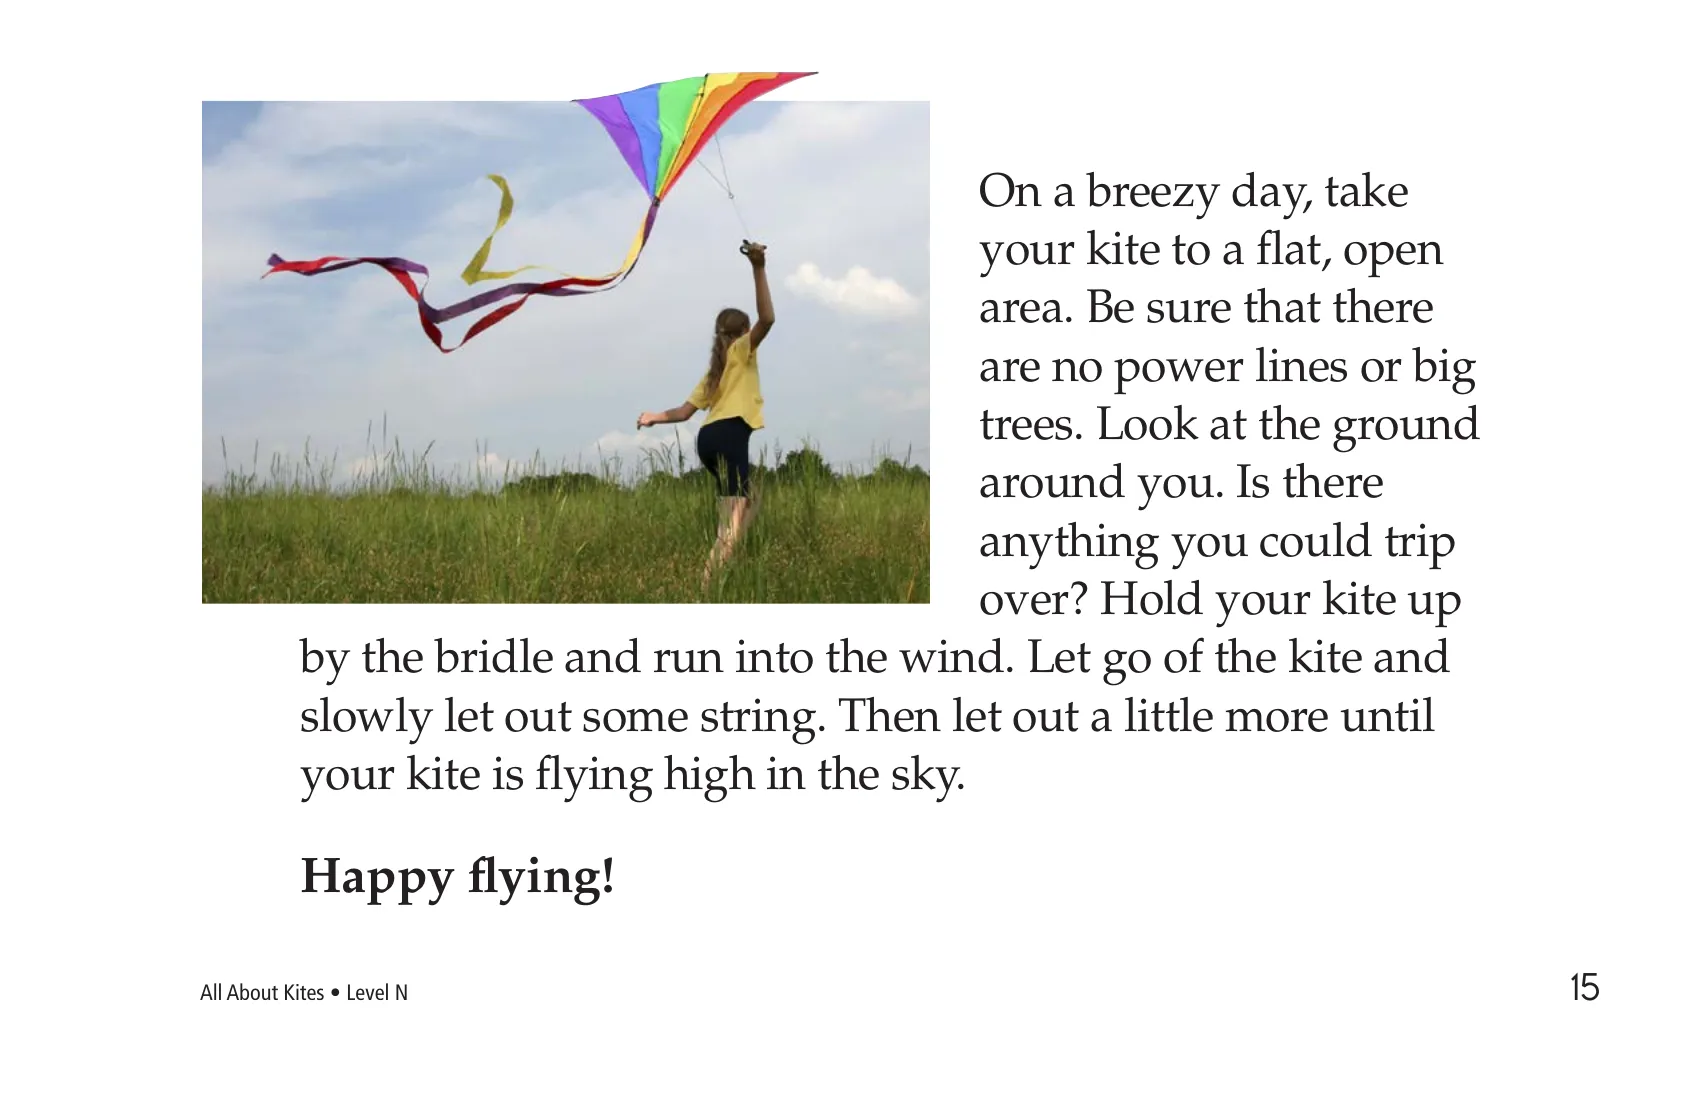 On a breezy day, take
your kite to a flat, open
area. Be sure that there
are no power lines or big
trees. Look at the ground
around you. Is there
anything you could trip
over? Hold your kite up
by the bridle and run into the wind. Let go of the kite and
slowly let out some string. Then let out a little more until
your kite is flying high in the sky.
Happy flying!
All About Kites • Level N
15